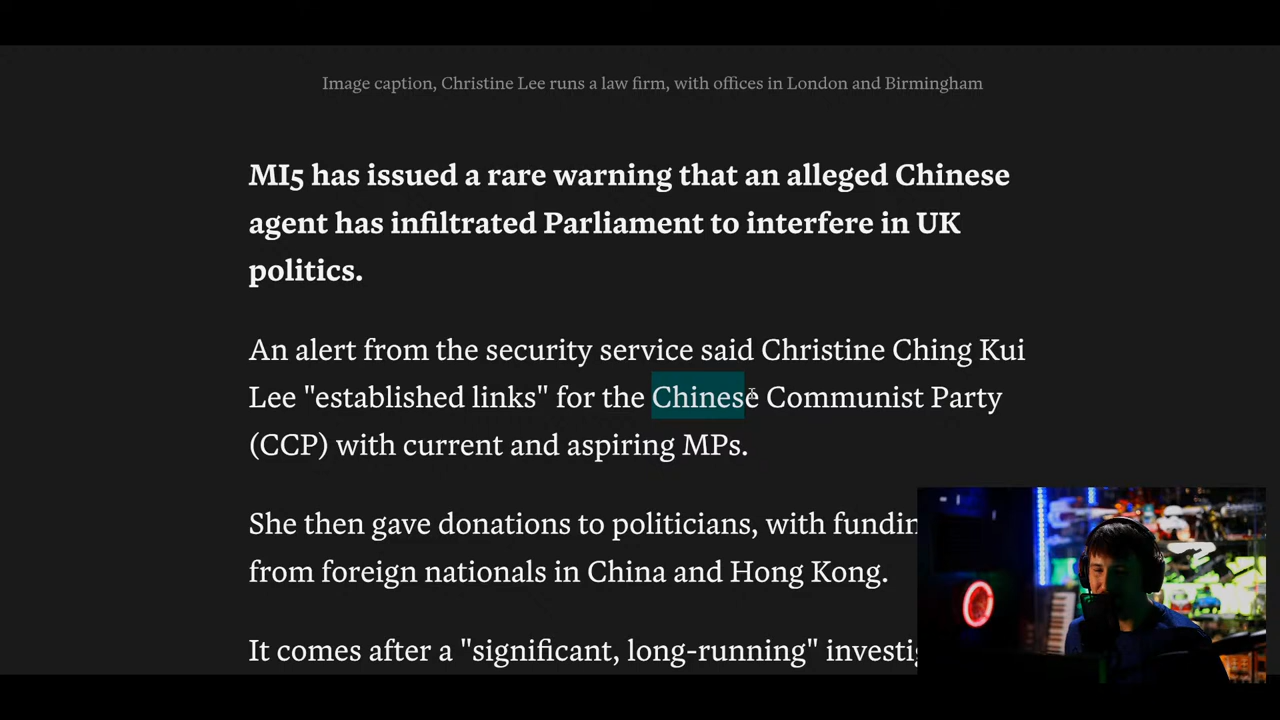 Image caption, Christine Lee runs a law firm, with offices in London and Birmingham
MI5 has issued a rare warning that an alleged Chinese
agent has infiltrated Parliament to interfere in UK
politics.
An alert from the security service said Christine Ching Kui
Lee "established links" for the Chinese Communist Party
(CCP) with current and aspiring MPs.
She then gave donations to politicians, with
from foreign nationals in China and Hong Kong.
It comes after a "significant, long-running"